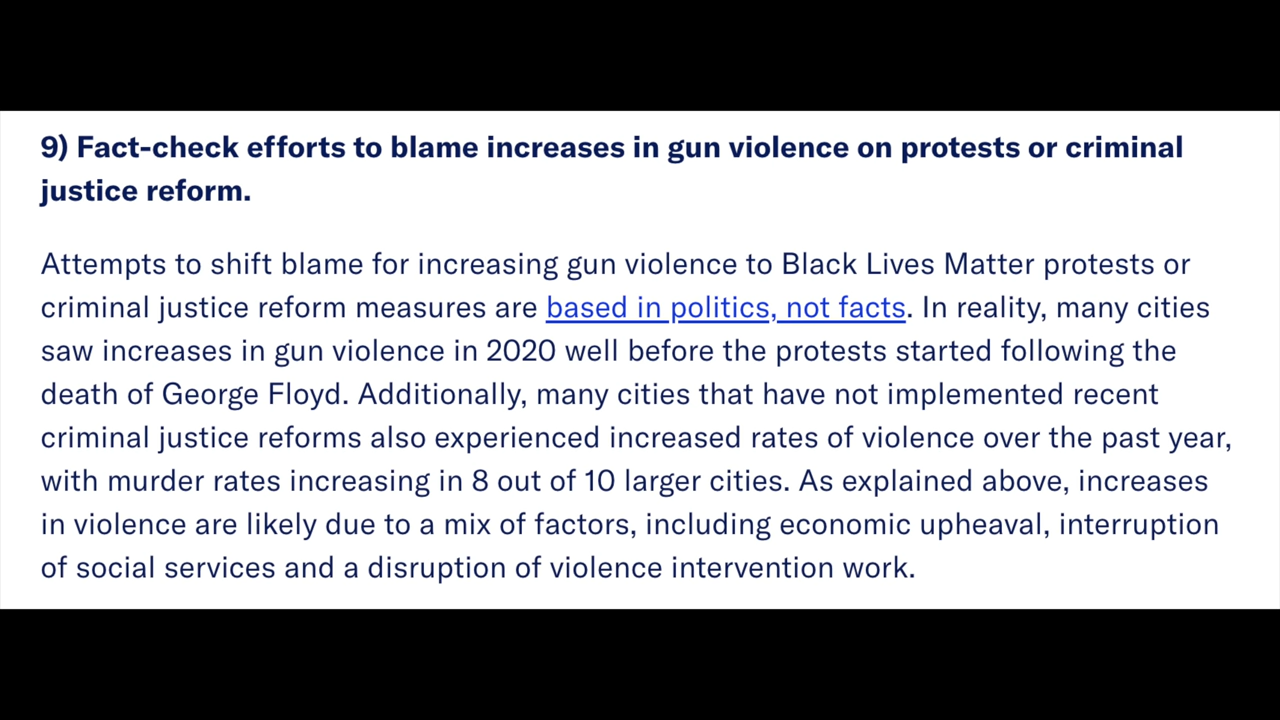 9) Fact-check efforts to blame increases in gun violence on protests or criminal
justice reform.
Attempts to shift blame for increasing gun violence to Black Lives Matter protests or
criminal justice reform measures are based in politics, not facts. In reality, many cities
saw increases in gun violence in 2020 well before the protests started following the
death of George Floyd. Additionally, many cities that have not implemented recent
criminal justice reforms also experienced increased rates of violence over the past year,
with murder rates increasing in 8 out of 10 larger cities. As explained above, increases
in violence are likely due to a mix of factors, including economic upheaval, interruption
of social services and a disruption of violence intervention work.